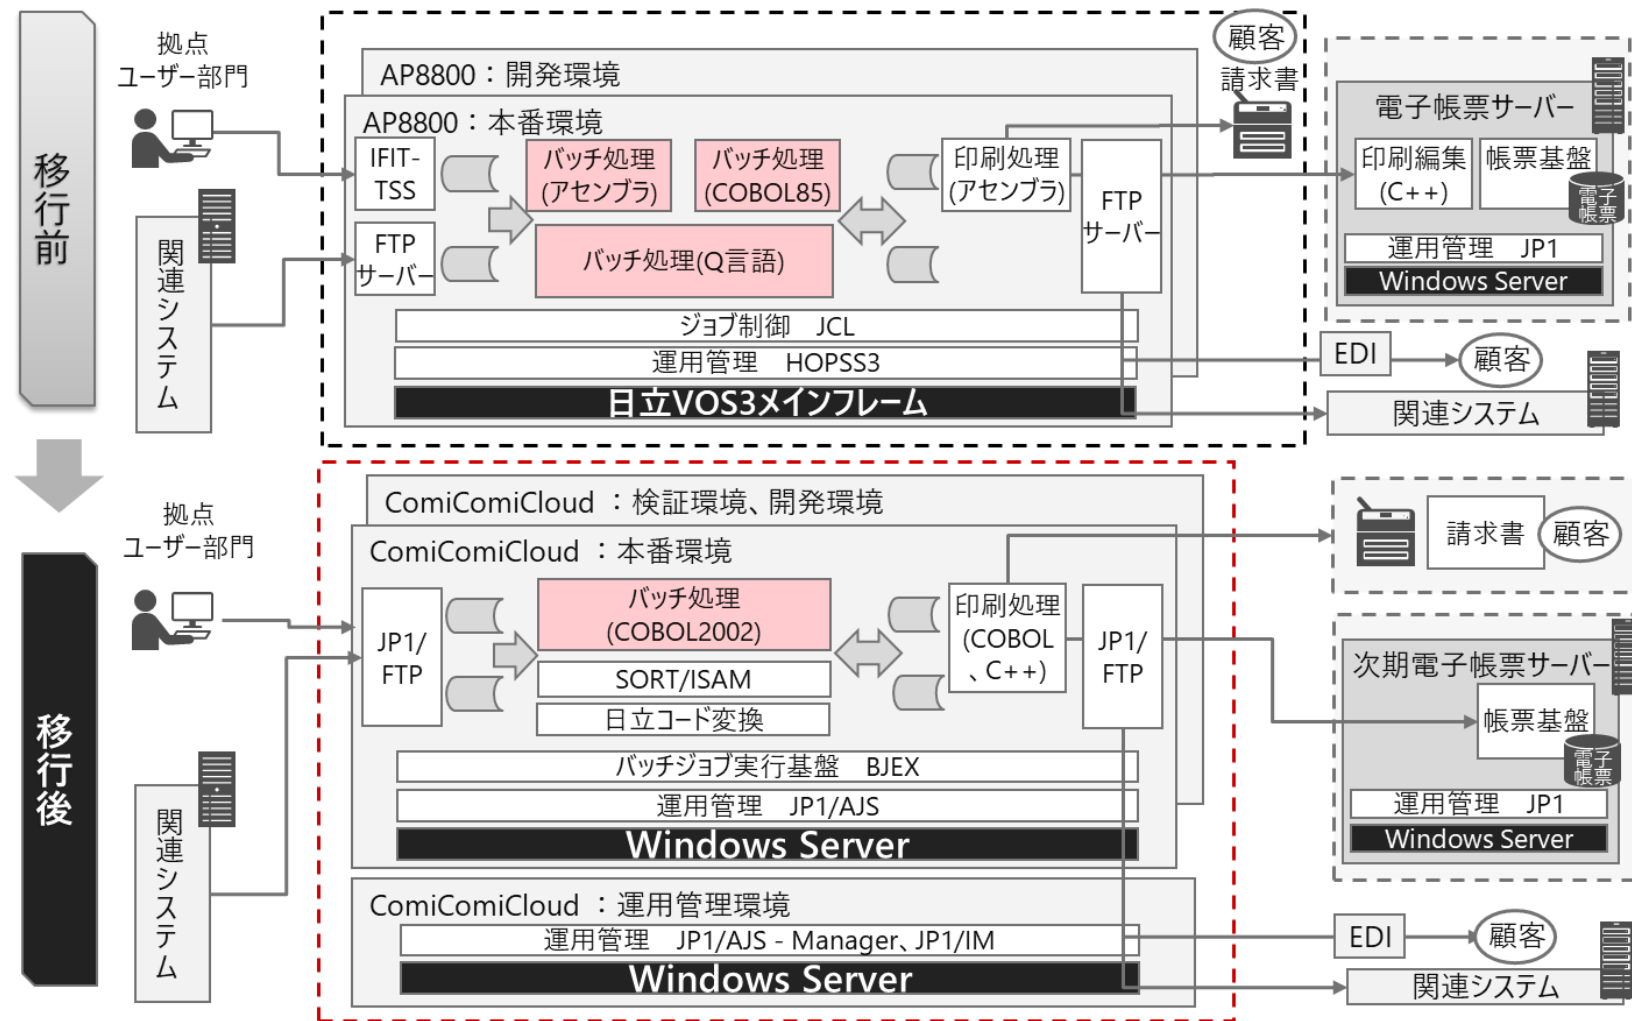 移行前
拠点
ユーザー部門
関連システム
AP8800：開発環境
AP8800：本番環境
IFIT-
TSS
FTP
サーバー
バッチ処理
(アセンブラ)
バッチ処理
(COBOL85)
バッチ処理(Q言語)
印刷処理
(アセンブラ)
FTP
サーバー
ジョブ制御　JCL
運用管理　HOPSS3
日立VOS3メインフレーム
顧客
請求書
電子帳票サーバー
印刷編集
(C++)
帳票基盤
電子
帳票
運用管理　JP1
Windows Server
EDI
顧客
関連システム
移行後
拠点
ユーザー部門
関連システム
ComiComiCloud ：検証環境、開発環境
ComiComiCloud ：本番環境
JP1/
FTP
バッチ処理
(COBOL2002)
SORT/ISAM
日立コード変換
印刷処理
(COBOL
、C++)
JP1/
FTP
バッチジョブ実行基盤　BJEX
運用管理　JP1/AJS
Windows Server
ComiComiCloud ：運用管理環境
運用管理　JP1/AJS - Manager、JP1/IM
Windows Server
請求書
顧客
次期電子帳票サーバー
帳票基盤
電子
帳票
運用管理　JP1
Windows Server
EDI
顧客
関連システム